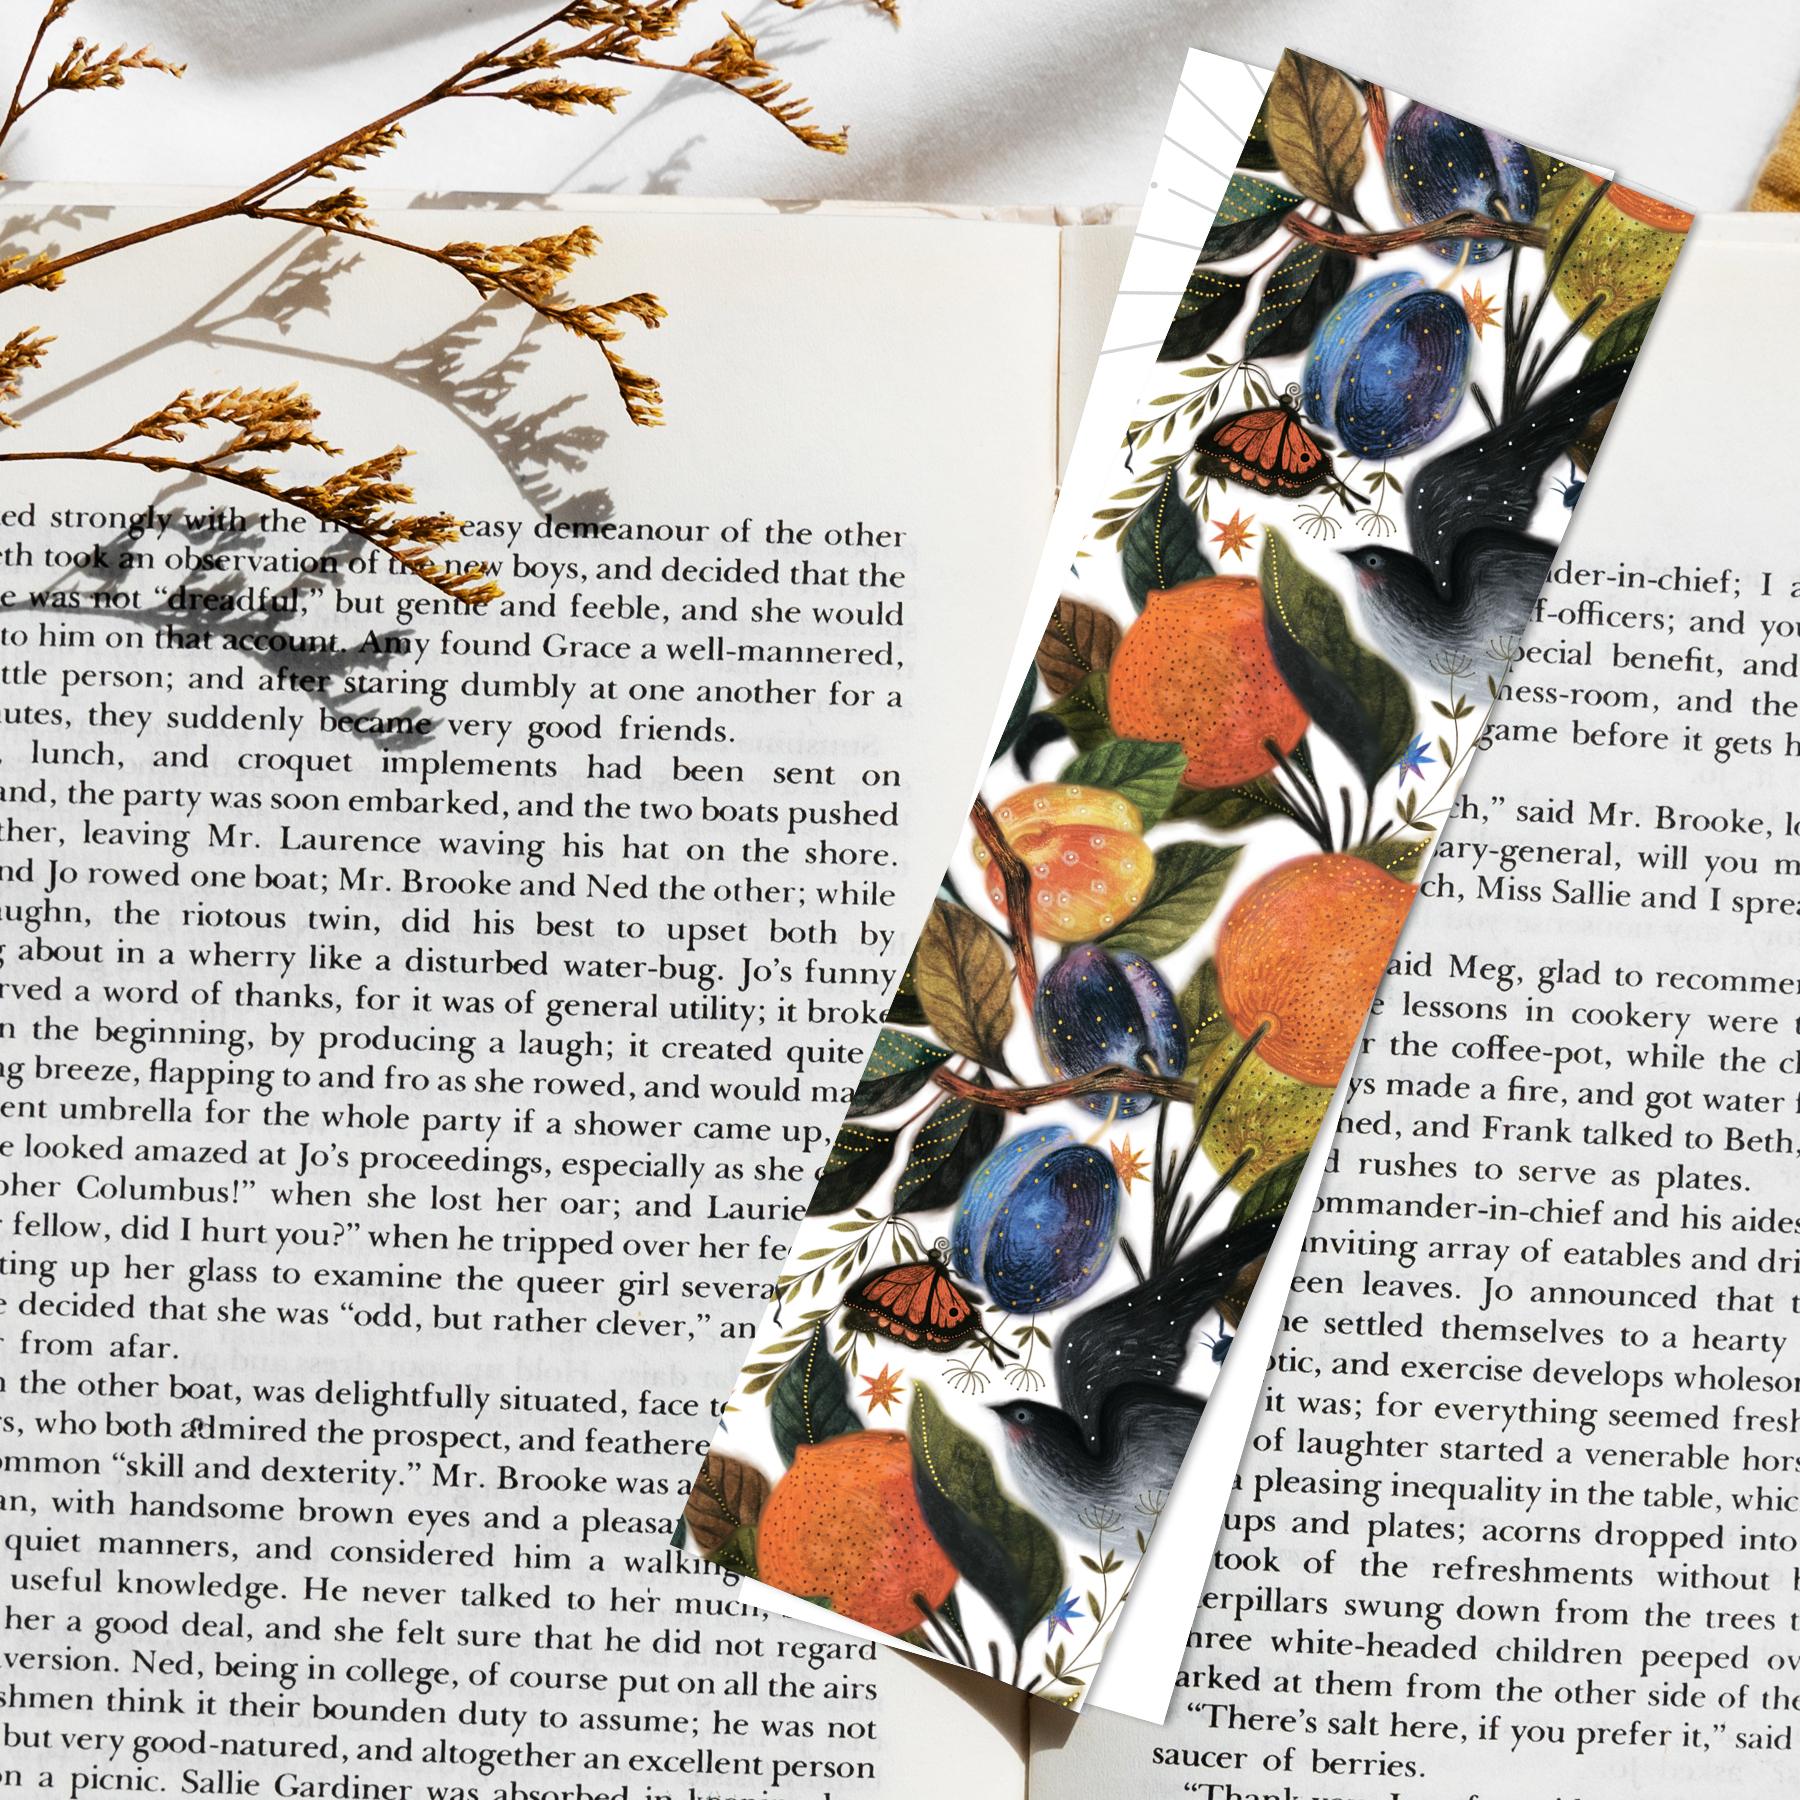 ed strongly with the easy demeanour of the other
eth took an observation of the new boys, and decided that the
e was not “dreadful,” but gentle and feeble, and she would
to him on that account. Amy found Grace a well-mannered,
ttle person; and after staring dumbly at one another for a
nutes, they suddenly became very good friends.
, lunch, and croquet implements had been sent on
and, the party was soon embarked, and the two boats pushed
ther, leaving Mr. Laurence waving his hat on the shore.
nd Jo rowed one boat; Mr. Brooke and Ned the other; while
aughn, the riotous twin, did his best to upset both by
g about in a wherry like a disturbed water-bug. Jo’s funny
rved a word of thanks, for it was of general utility; it broke
n the beginning, by producing a laugh; it created quite
ng breeze, flapping to and fro as she rowed, and would ma
ent umbrella for the whole party if a shower came up,
e looked amazed at Jo’s proceedings, especially as she
pher Columbus!” when she lost her oar; and Laurie
r fellow, did I hurt you?” when he tripped over her fe
ting up her glass to examine the queer girl severa
e decided that she was “odd, but rather clever,” an
r from afar.
n the other boat, was delightfully situated, face t
rs, who both admired the prospect, and feathere
ommon “skill and dexterity.” Mr. Brooke was a
an, with handsome brown eyes and a pleasa
quiet manners, and considered him a walking
useful knowledge. He never talked to her much,
her a good deal, and she felt sure that he did not regard
version. Ned, being in college, of course put on all the airs
shmen think it their bounden duty to assume; he was not
but very good-natured, and altogether an excellent person
on a picnic. Sallie Gardiner was absorbed in
der-in-chief; I a
f-officers; and you
pecial benefit, and
mess-room, and the
game before it gets h
ch,” said Mr. Brooke, lo
sary-general, will you m
ch, Miss Sallie and I sprea
aid Meg, glad to recommen
e lessons in cookery were t
r the coffee-pot, while the ch
ys made a fire, and got water f
ned, and Frank talked to Beth,
d rushes to serve as plates.
ommander-in-chief and his aides
inviting array of eatables and dri
een leaves. Jo announced that t
ne settled themselves to a hearty
otic, and exercise develops wholeson
it was; for everything seemed fresh
of laughter started a venerable hors
a pleasing inequality in the table, whic
ups and plates; acorns dropped into
took of the refreshments without b
erpillars swung down from the trees t
hree white-headed children peeped ov
arked at them from the other side of the
“There’s salt here, if you prefer it,” said
saucer of berries.
“Thank you, I